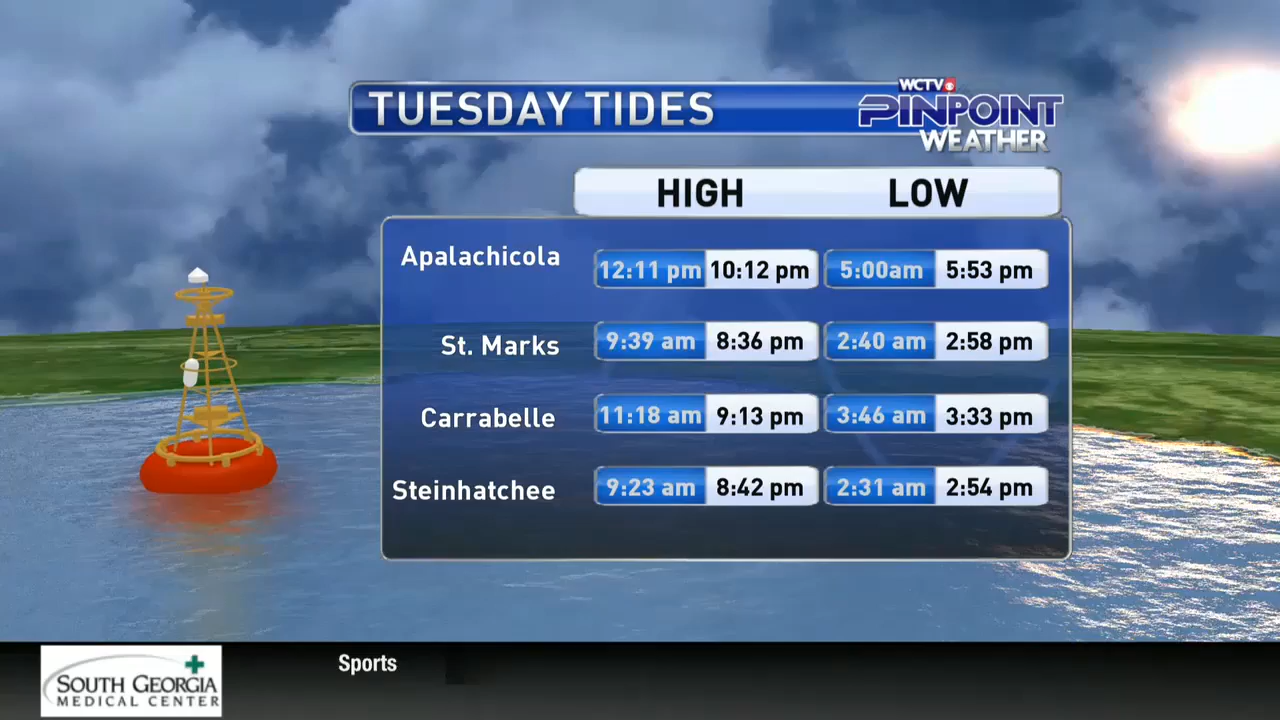 TUESDAY TIDES
WCTV
PINPOINT
WEATHER
HIGH LOW
Apalachicola 12:11 pm 10:12 pm 5:00am 5:53 pm
St. Marks 9:39 am 8:36 pm 2:40 am 2:58 pm
Carrabelle 11:18 am 9:13 pm 3:46 am 3:33 pm
Steinhatchee 9:23 am 8:42 pm 2:31 am 2:54 pm
Sports
SOUTH GEORGIA
MEDICAL CENTER